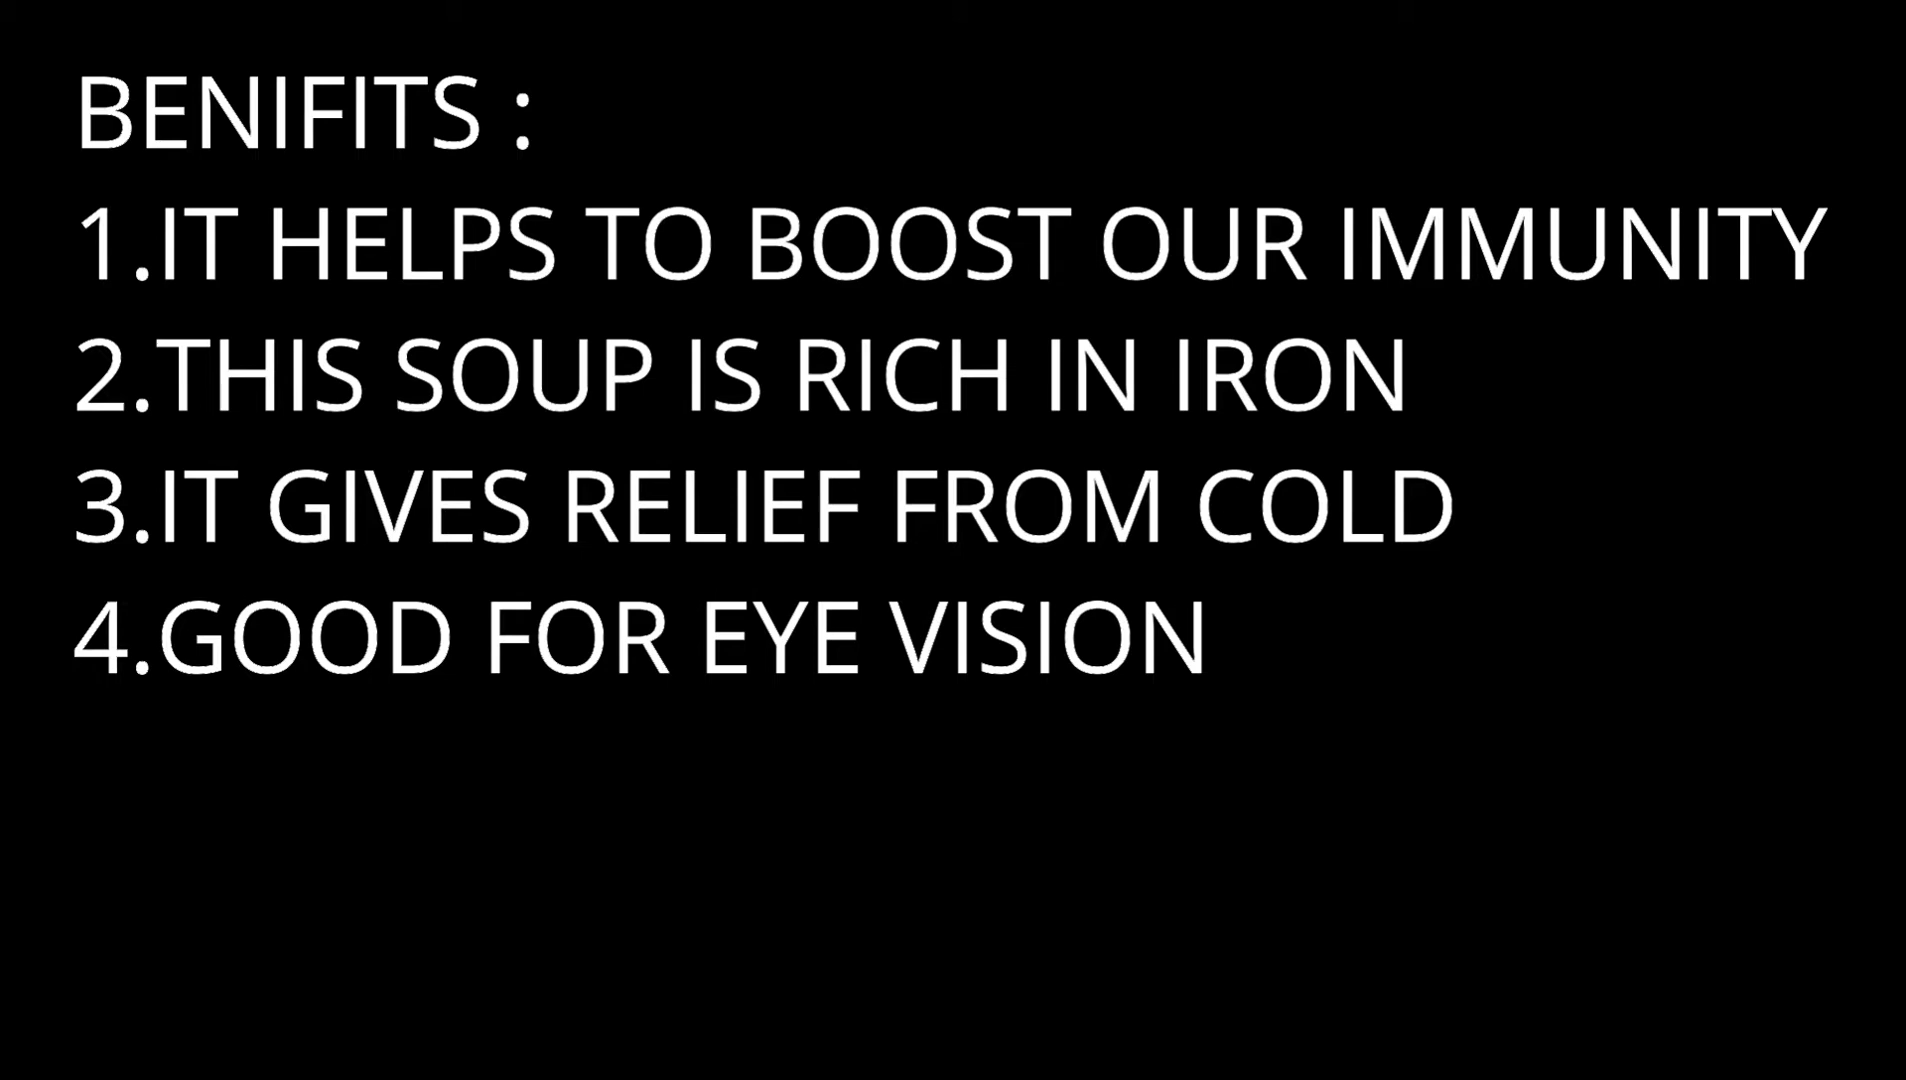 BENIFITS :
1.IT HELPS TO BOOST OUR IMMUNITY
2.THIS SOUP IS RICH IN IRON
3.IT GIVES RELIEF FROM COLD
4.GOOD FOR EYE VISION